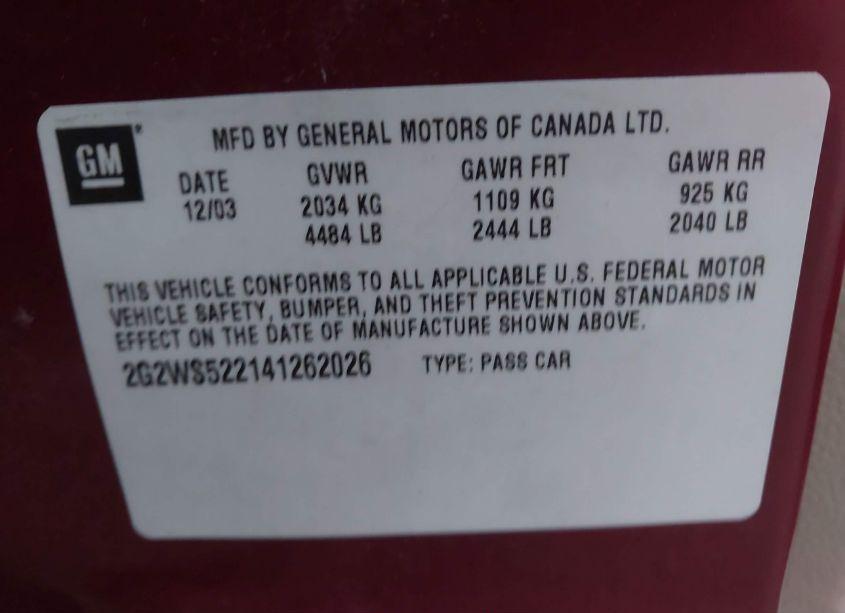 MFD BY GENERAL MOTORS OF CANADA LTD.
GM
DATE GVWR GAWR FRT GAWR RR
12/03 2034 KG 1109 KG 925 KG
4484 LB 2444 LB 2040 LB
THIS VEHICLE CONFORMS TO ALL APPLICABLE U.S. FEDERAL MOTOR
VEHICLE SAFETY, BUMPER, AND THEFT PREVENTION STANDARDS IN
EFFECT ON THE DATE OF MANUFACTURE SHOWN ABOVE.
2G2WS522141262026 TYPE: PASS CAR